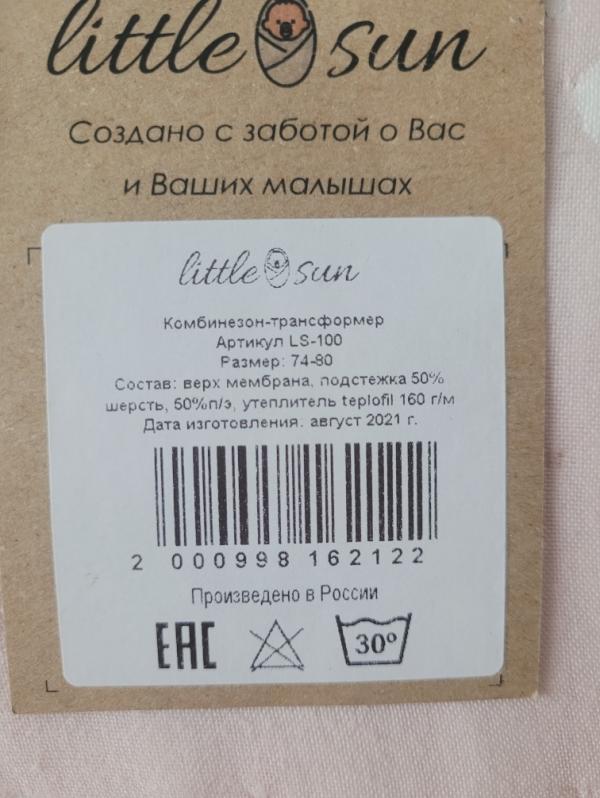 little sun
Создано с заботой о Вас
и Ваших малышах
little sun
Комбинезон-трансформер
Артикул LS-100
Размер: 74-80
Состав: верх мембрана, подстежка 50%
шерсть, 50%п/э, утеплитель teplofil 160 г/м
Дата изготовления: август 2021 г.
2 000998 162122
Произведено в России
EAC
30°